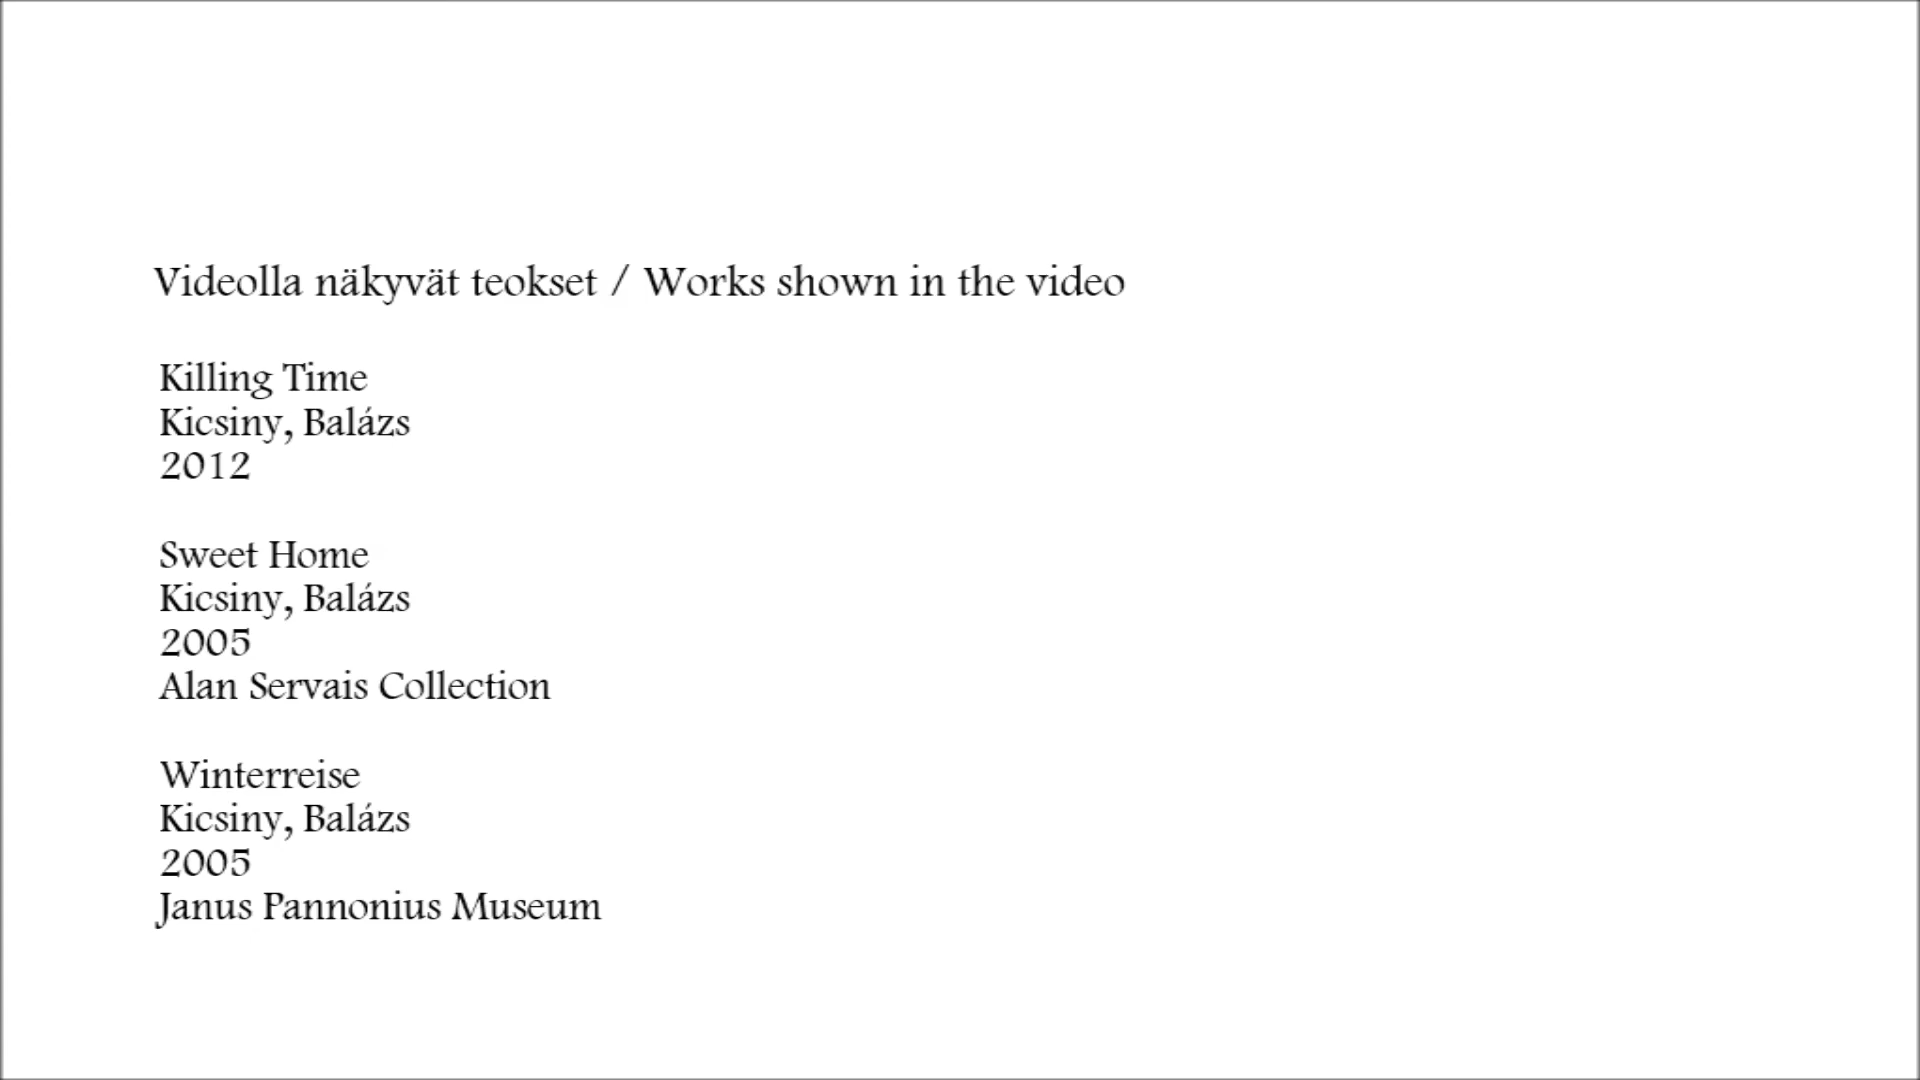 Videolla näkyvät teokset / Works shown in the video
Killing Time
Kicsiny, Balázs
2012
Sweet Home
Kicsiny, Balázs
2005
Alan Servais Collection
Winterreise
Kicsiny, Balázs
2005
Janus Pannonius Museum